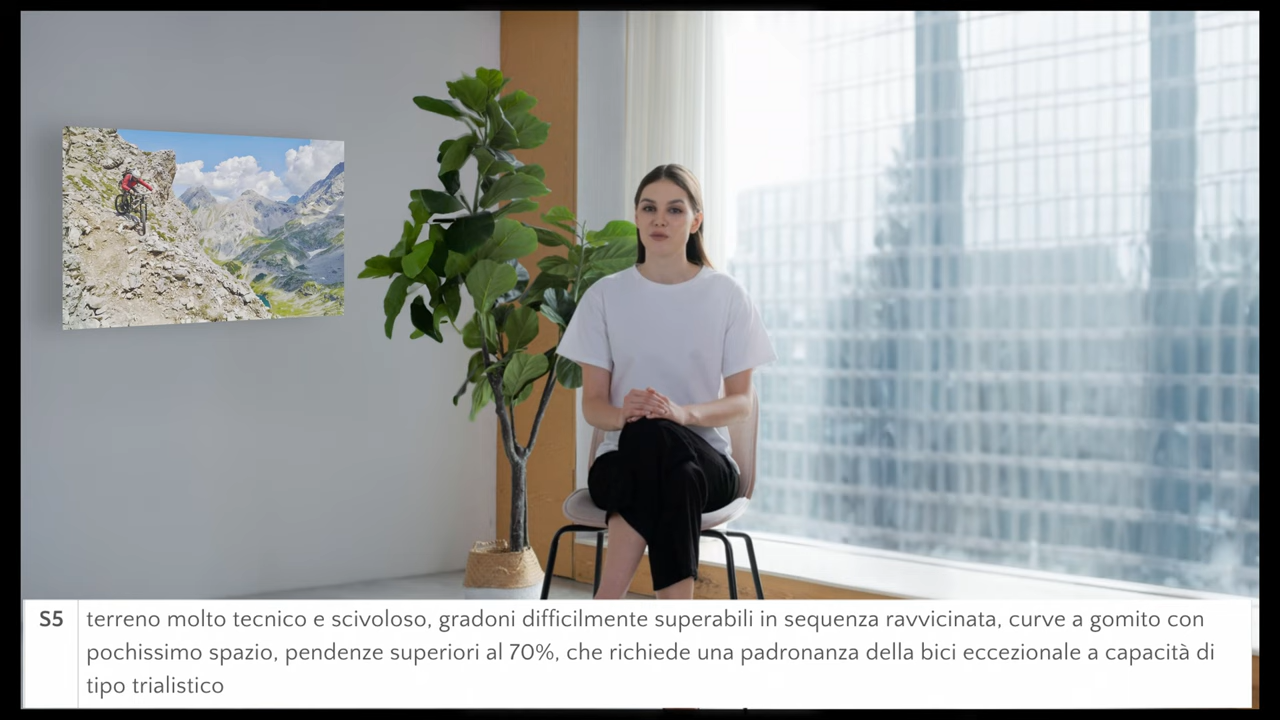 S5 terreno molto tecnico e scivoloso, gradoni difficilmente superabili in sequenza ravvicinata, curve a gomito con
pochissimo spazio, pendenze superiori al 70%, che richiede una padronanza della bici eccezionale a capacità di
tipo trialistico